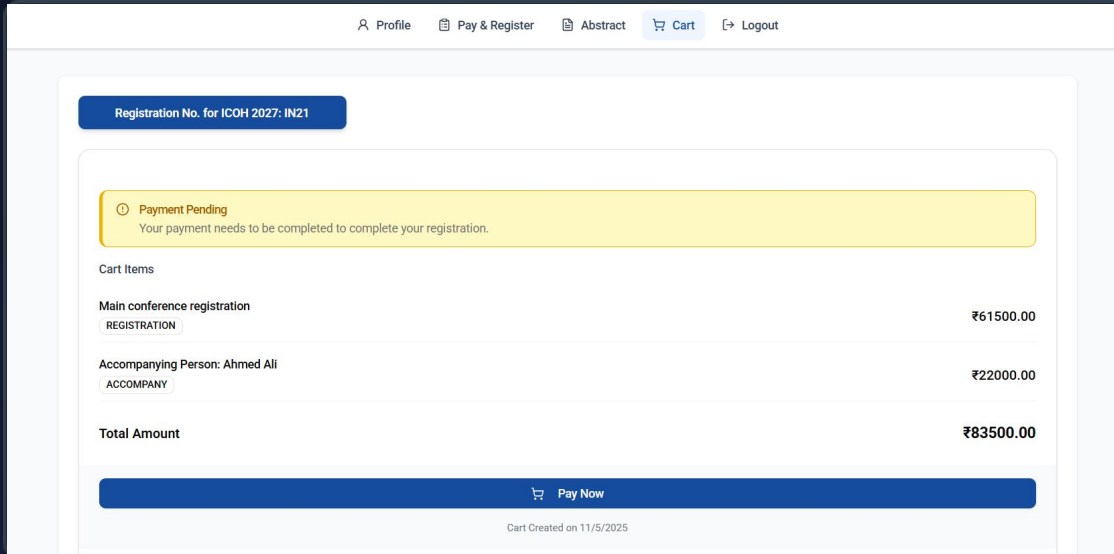 Profile Pay & Register Abstract Cart Logout
Registration No. for ICOH 2027: IN21
Payment Pending
Your payment needs to be completed to complete your registration.
Cart Items
Main conference registration
REGISTRATION
₹61500.00
Accompanying Person: Ahmed Ali
ACCOMPANY
₹22000.00
Total Amount ₹83500.00
Pay Now
Cart Created on 11/5/2025